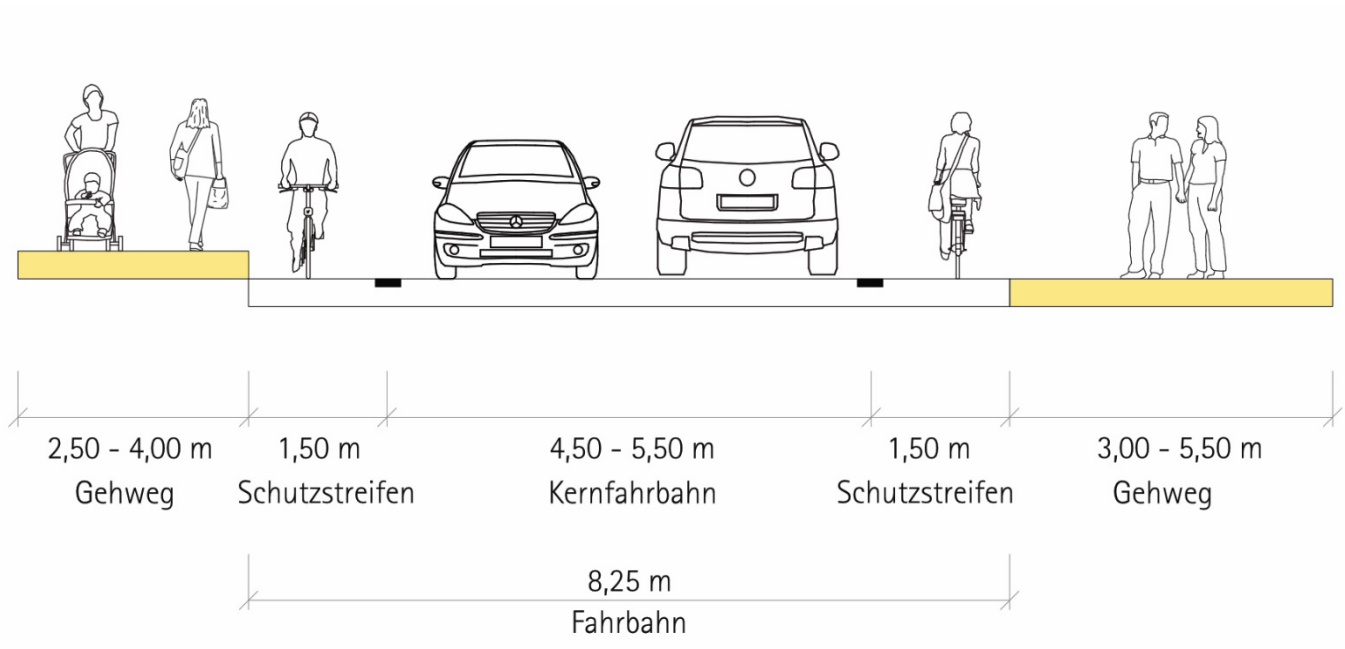 2,50 - 4,00 m
Gehweg
1,50 m
Schutzstreifen
4,50 - 5,50 m
Kernfahrbahn
1,50 m
Schutzstreifen
3,00 - 5,50 m
Gehweg
8,25 m
Fahrbahn